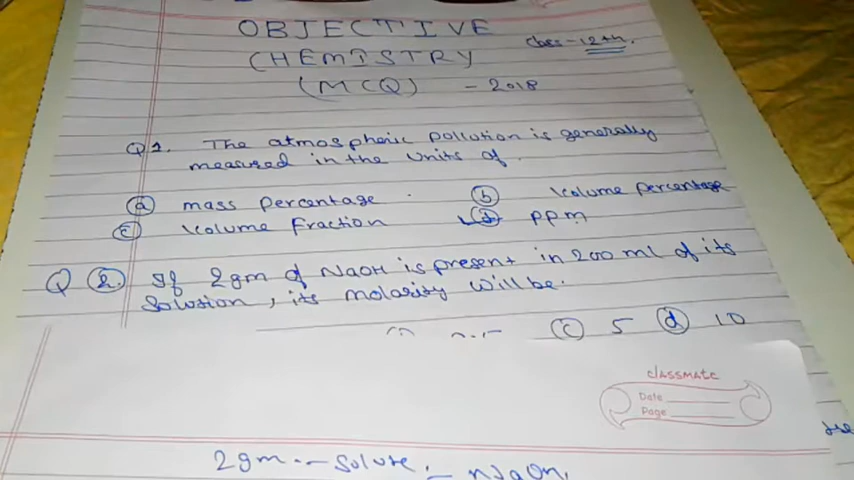 OBJECTIVE
CHEMISTRY
class-12th.
(MCQ) - 2018
Q 1. The atmospheric pollution is generally
measured in the units of.
(a) mass percentage. (b) Volume percentage
(c) Volume fraction (d) ppm
Q (2.) If 2gm of NaOH is present in 200 ml of its
Solution, its molarity will be.
(c) 5 (d) 10
classmate
Date
Page
2gm - Solute. - NaOH.